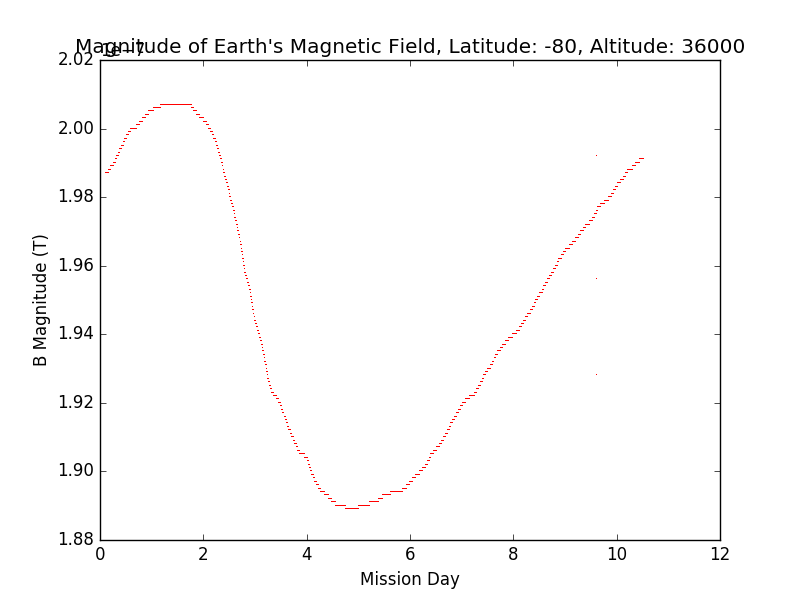 Magnitude of Earth's Magnetic Field, Latitude: -80, Altitude: 36000
1e−7
2.02
2.00
1.98
1.96
1.94
1.92
1.90
1.88
B Magnitude (T)
0 2 4 6 8 10 12
Mission Day